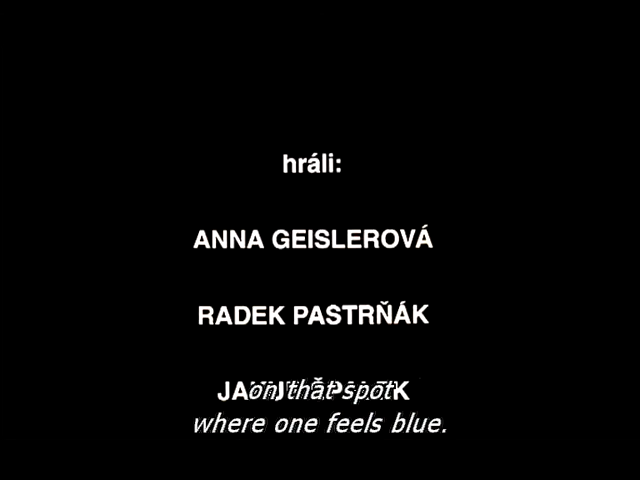 hráli:
ANNA GEISLEROVÁ
RADEK PASTRŇÁK
on that spot
where one feels blue.